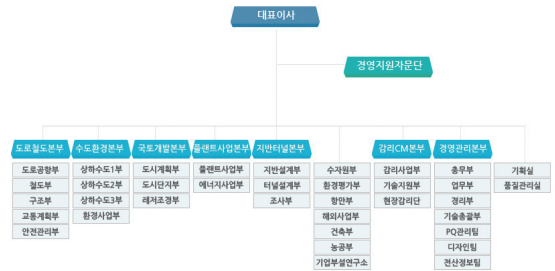 대표이사
경영지원자문단
도로철도본부
수도환경본부
국토개발본부
플랜트사업본부
지반터널본부
감리CM본부
경영관리본부
도로공항부
철도부
구조부
교통계획부
안전관리부
상하수도1부
상하수도2부
상하수도3부
환경사업부
도시계획부
도시단지부
레저조경부
플랜트사업부
에너지사업부
지반설계부
터널설계부
조사부
수자원부
환경평가부
항만부
해외사업부
건축부
농공부
기업부설연구소
감리사업부
기술지원부
현장감리단
총무부
업무부
경리부
기술총괄부
PQ관리팀
디자인팀
전산정보팀
기획실
품질관리실